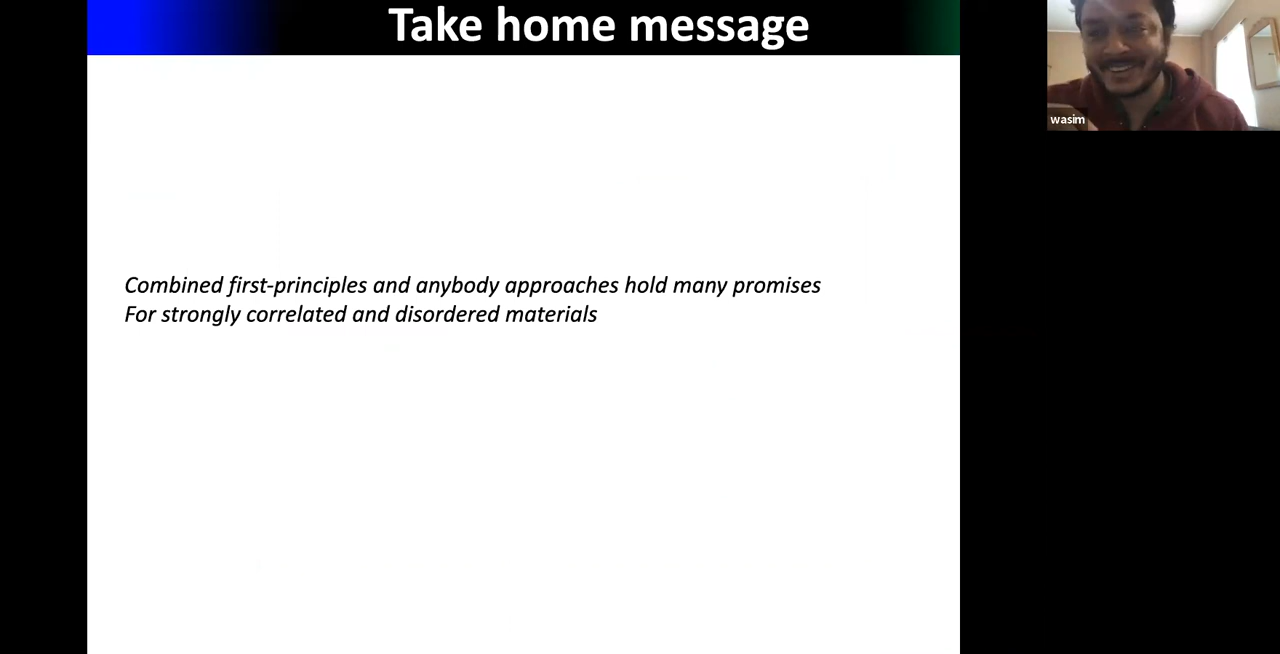 Take home message
wasim
Combined first-principles and anybody approaches hold many promises
For strongly correlated and disordered materials